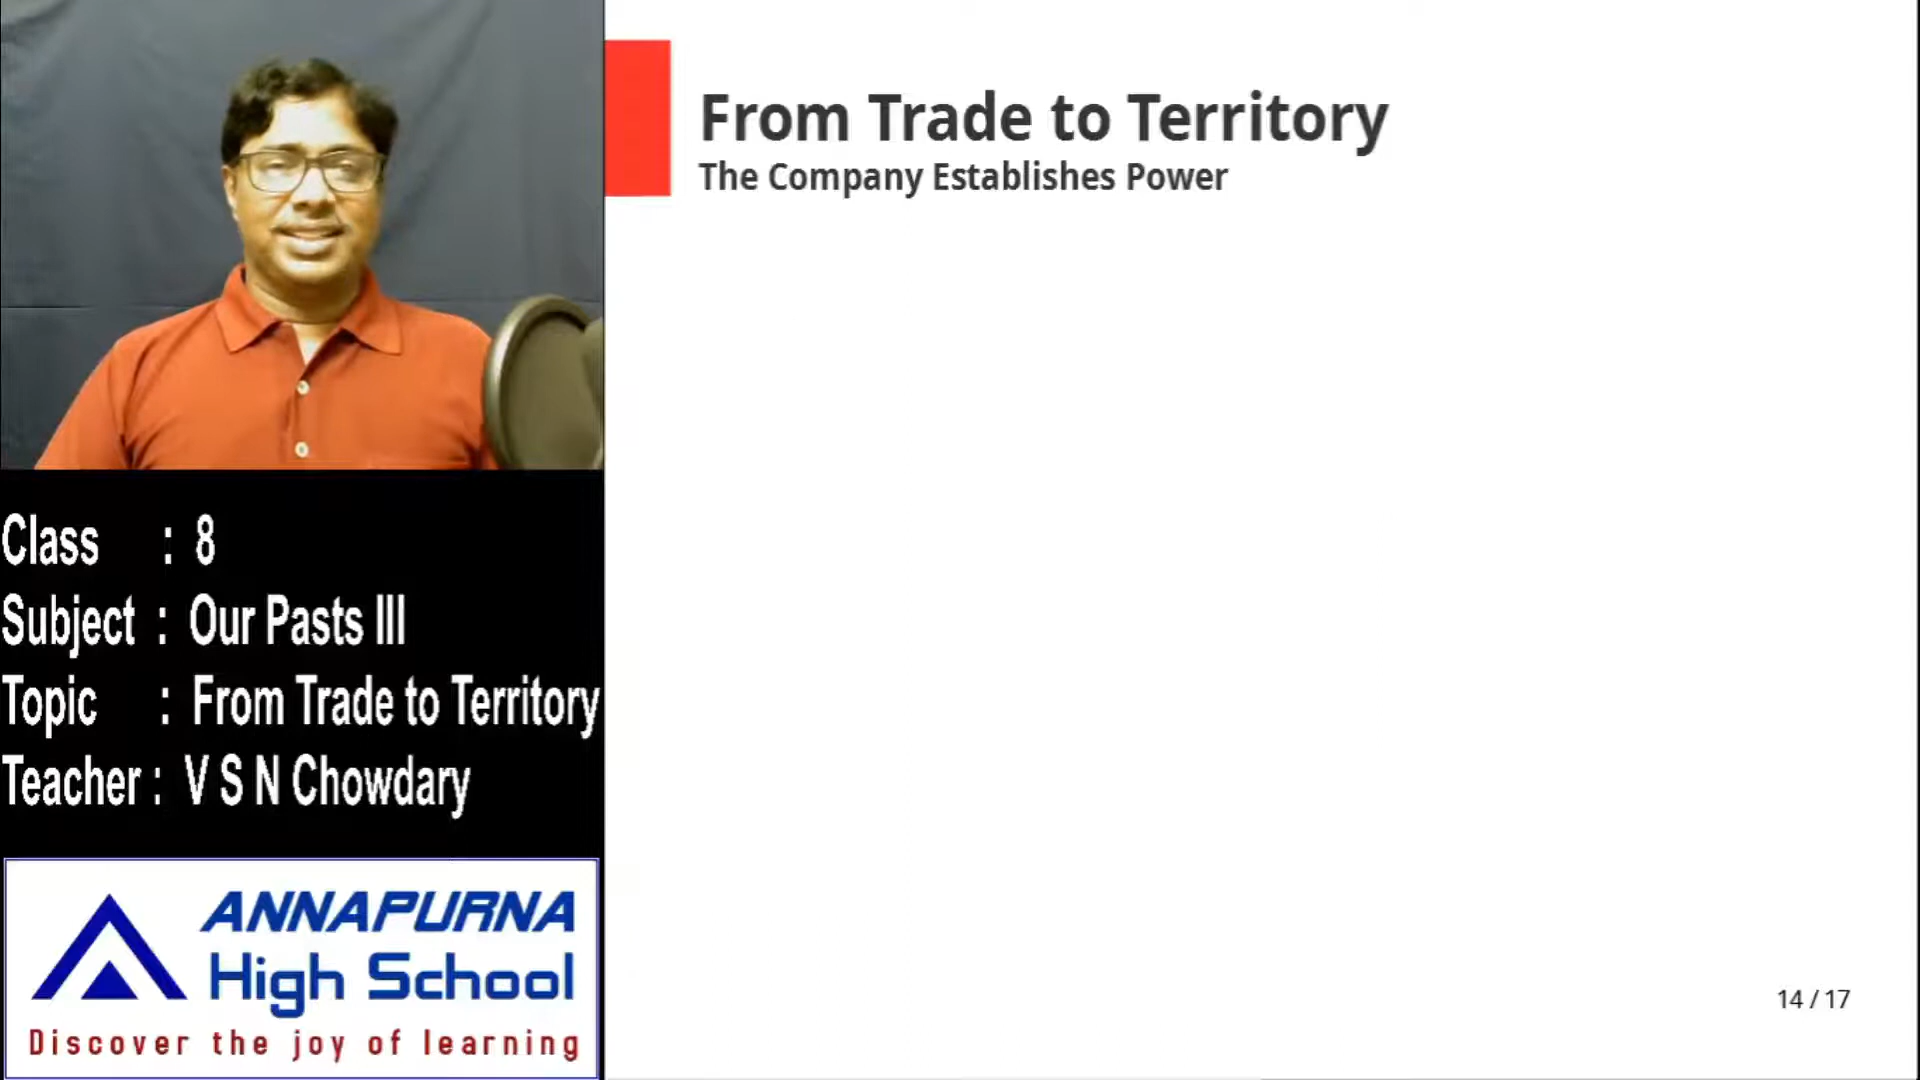 From Trade to Territory
The Company Establishes Power
Class : 8
Subject : Our Pasts III
Topic : From Trade to Territory
Teacher : V S N Chowdary
ANNAPURNA
High School
Discover the joy of learning
14 / 17